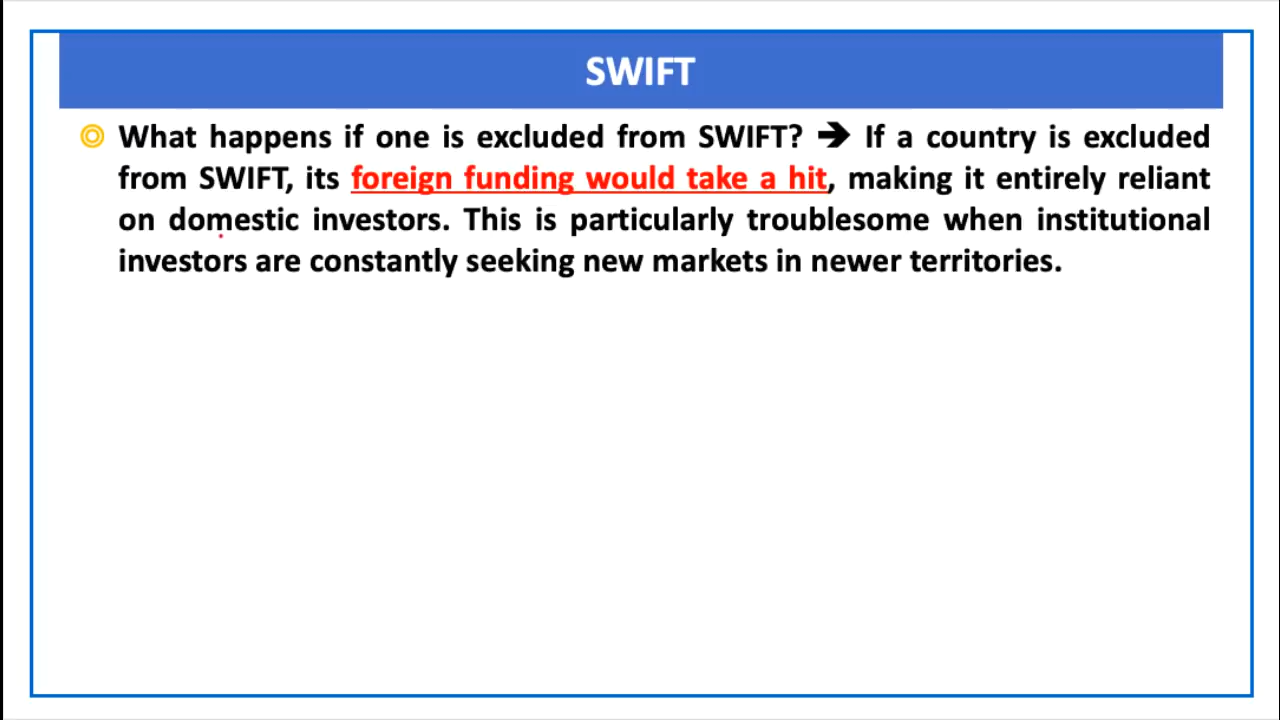 SWIFT
What happens if one is excluded from SWIFT? ➔ If a country is excluded
from SWIFT, its foreign funding would take a hit, making it entirely reliant
on domestic investors. This is particularly troublesome when institutional
investors are constantly seeking new markets in newer territories.